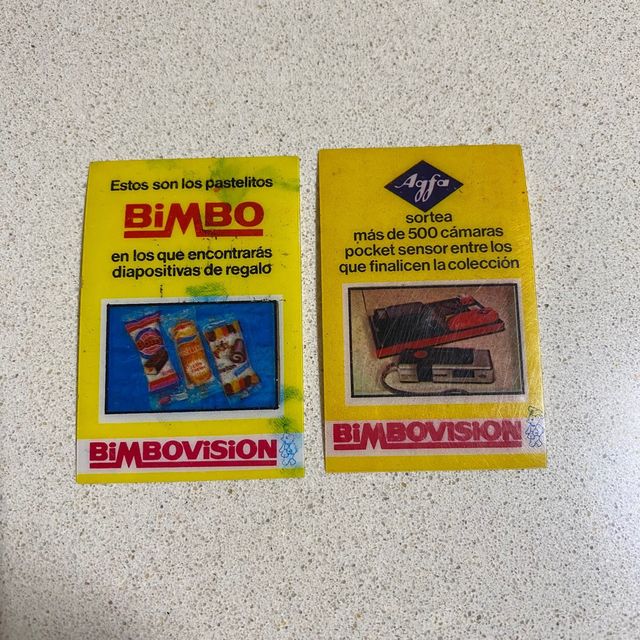 Estos son los pastelitos
BiMBO
en los que encontrarás
diapositivas de regalo
BiMBOViSiON
Agfa
sortea
más de 500 cámaras
pocket sensor entre los
que finalicen la colección
BiMBOViSiON